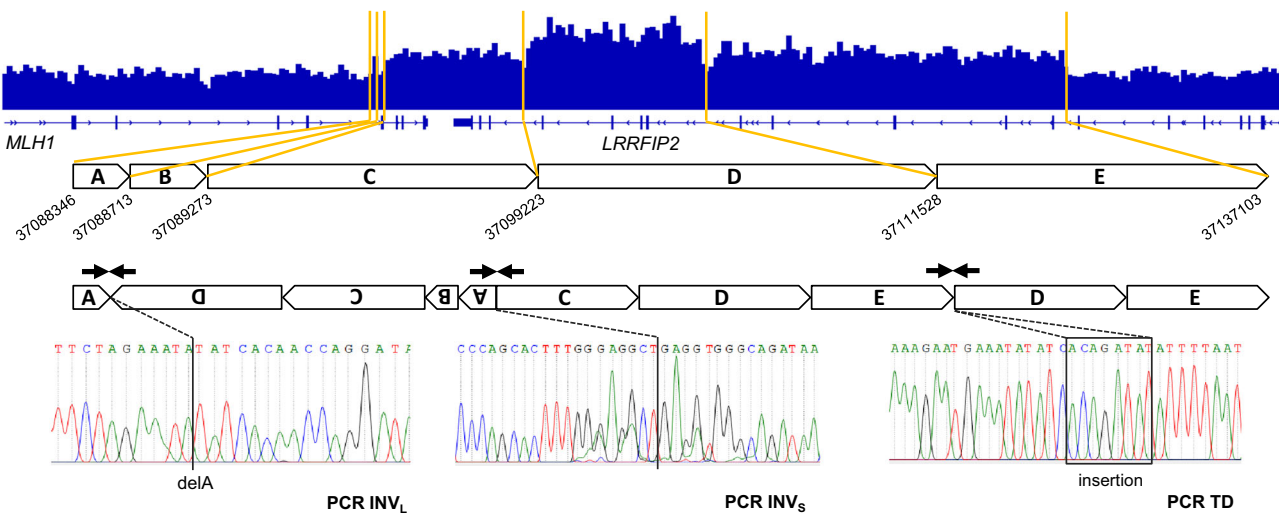 MLH1
LRRFIP2
A B C D E
37088346 37088713 37089273 37099223 37111528 37137103
A D C B A C D E D E
TTCTAGAAATATATCACAACCAGGATA
CCCAGCACTTTGGGAGGCTGAGGTGGGCAGATAA
AAAGAATGAAATATATCACAGATATATTTTAAT
delA
insertion
PCR INVL
PCR INVS
PCR TD